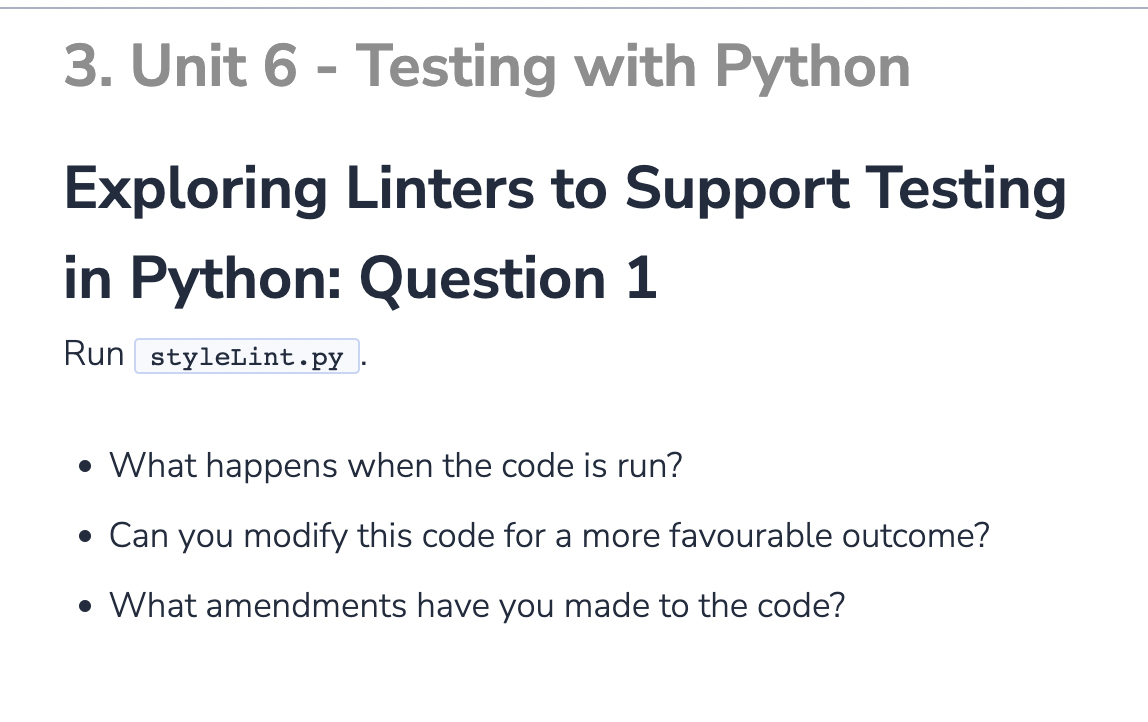 3. Unit 6 - Testing with Python
Exploring Linters to Support Testing
in Python: Question 1
Run styleLint.py.
• What happens when the code is run?
• Can you modify this code for a more favourable outcome?
• What amendments have you made to the code?